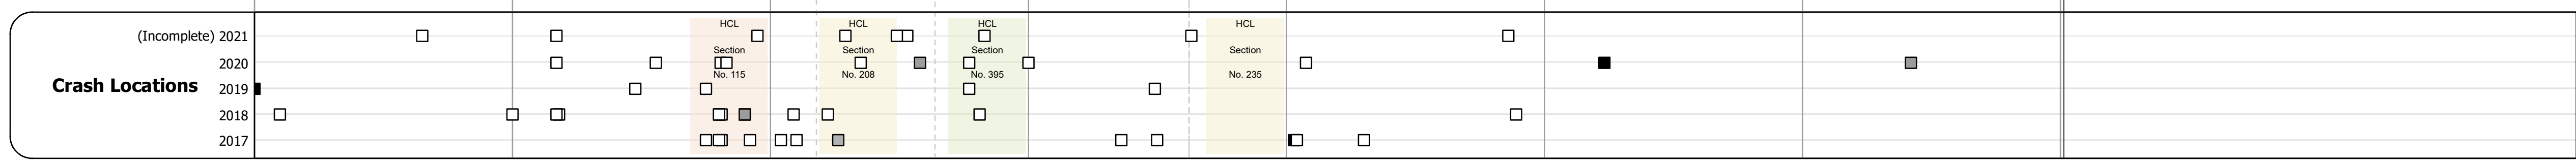 HCL HCL HCL HCL
(Incomplete) 2021
Section Section Section Section
2020
No. 115 No. 208 No. 395 No. 235
Crash Locations
2019
2018
2017